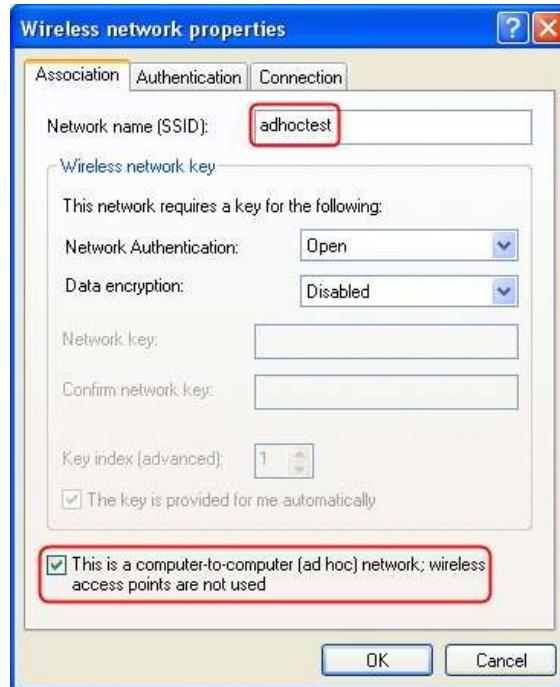 Wireless network properties
Association
Authentication
Connection
Network name (SSID):
adhoctest
Wireless network key
This network requires a key for the following:
Network Authentication:
Open
Data encryption:
Disabled
Network key:
Confirm network key:
Key index (advanced):
1
The key is provided for me automatically
This is a computer-to-computer (ad hoc) network; wireless
access points are not used
OK
Cancel